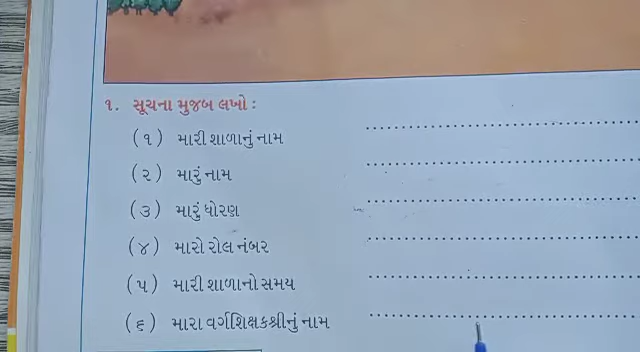 ૧. સૂચના મુજબ લખો :
(૧) મારી શાળાનું નામ ........................................
(૨) મારું નામ ........................................
(૩) મારું ધોરણ ........................................
(૪) મારો રોલ નંબર ........................................
(૫) મારી શાળાનો સમય ........................................
(૬) મારા વર્ગશિક્ષકશ્રીનું નામ ........................................